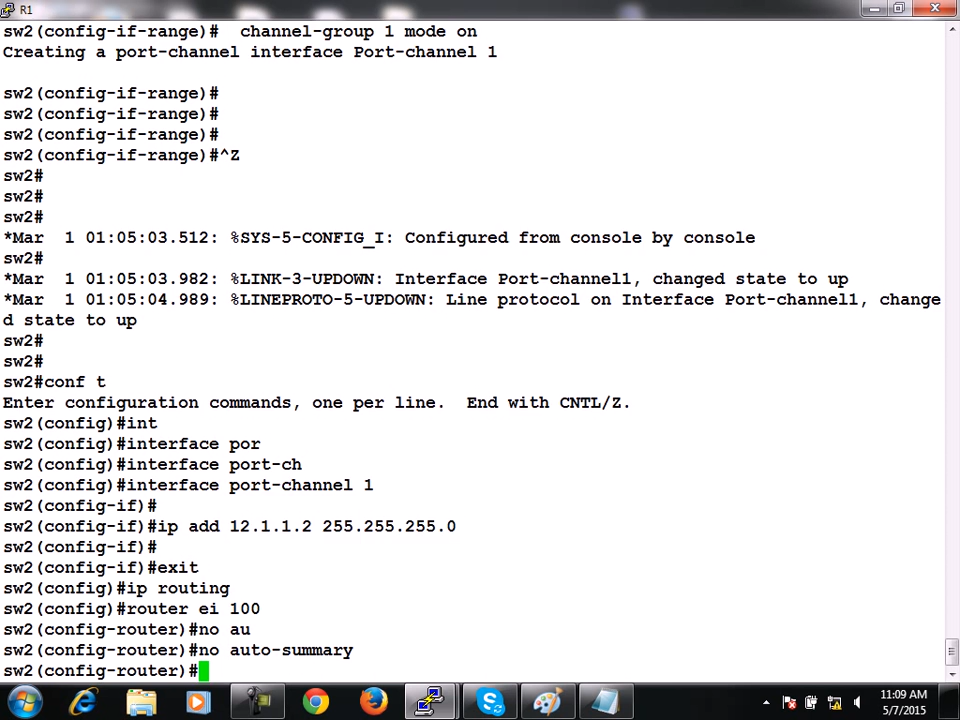 R1
sw2(config-if-range)#  channel-group 1 mode on
Creating a port-channel interface Port-channel 1
sw2(config-if-range)#
sw2(config-if-range)#
sw2(config-if-range)#
sw2(config-if-range)#^Z
sw2#
sw2#
sw2#
*Mar  1 01:05:03.512: %SYS-5-CONFIG_I: Configured from console by console
sw2#
*Mar  1 01:05:03.982: %LINK-3-UPDOWN: Interface Port-channel1, changed state to up
*Mar  1 01:05:04.989: %LINEPROTO-5-UPDOWN: Line protocol on Interface Port-channel1, change
d state to up
sw2#
sw2#
sw2#conf t
Enter configuration commands, one per line.  End with CNTL/Z.
sw2(config)#int
sw2(config)#interface por
sw2(config)#interface port-ch
sw2(config)#interface port-channel 1
sw2(config-if)#
sw2(config-if)#ip add 12.1.1.2 255.255.255.0
sw2(config-if)#
sw2(config-if)#exit
sw2(config)#ip routing
sw2(config)#router ei 100
sw2(config-router)#no au
sw2(config-router)#no auto-summary
sw2(config-router)#
11:09 AM
5/7/2015